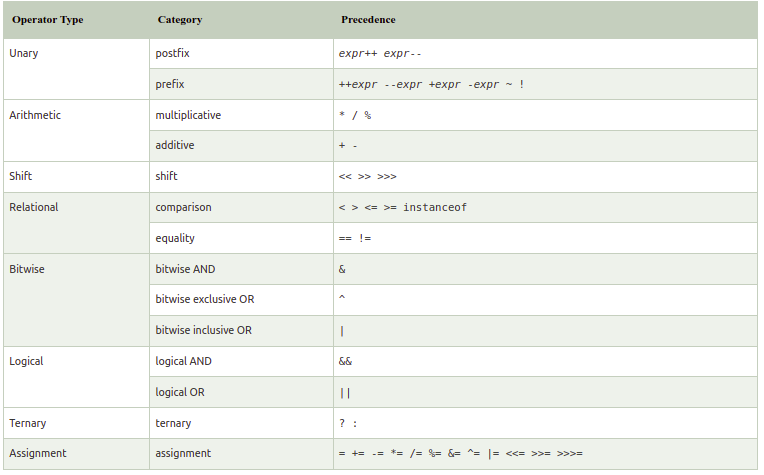 Operator Type Category Precedence
Unary postfix expr++ expr--
prefix ++expr --expr +expr -expr ~ !
Arithmetic multiplicative * / %
additive + -
Shift shift << >> >>>
Relational comparison < > <= >= instanceof
equality == !=
Bitwise bitwise AND &
bitwise exclusive OR ^
bitwise inclusive OR |
Logical logical AND &&
logical OR ||
Ternary ternary ? :
Assignment assignment = += -= *= /= %= &= ^= |= <<= >>= >>>=